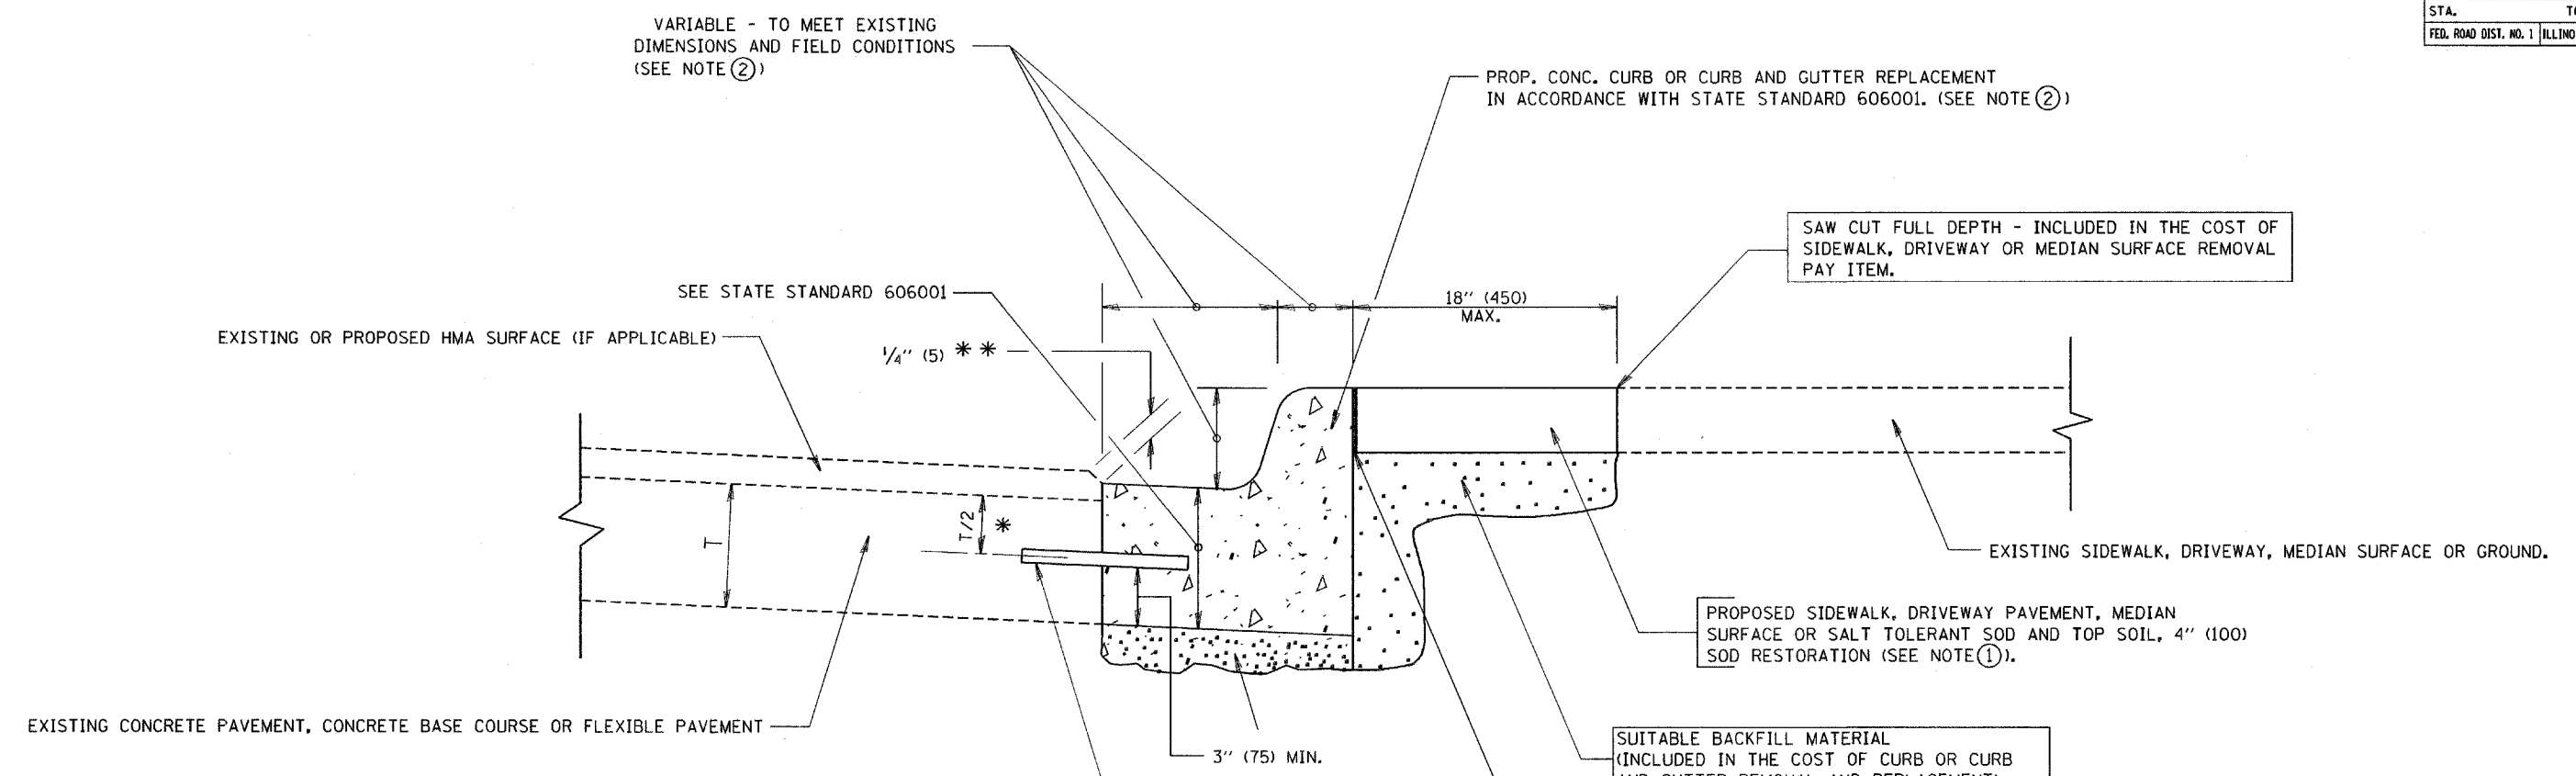 STA.
FED. ROAD DIST. NO. 1
VARIABLE - TO MEET EXISTING
DIMENSIONS AND FIELD CONDITIONS
(SEE NOTE ②)
PROP. CONC. CURB OR CURB AND GUTTER REPLACEMENT
IN ACCORDANCE WITH STATE STANDARD 606001. (SEE NOTE ②)
SAW CUT FULL DEPTH - INCLUDED IN THE COST OF
SIDEWALK, DRIVEWAY OR MEDIAN SURFACE REMOVAL
PAY ITEM.
SEE STATE STANDARD 606001
18" (450)
MAX.
EXISTING OR PROPOSED HMA SURFACE (IF APPLICABLE)
1/4" (5) * *
T
T/2 *
EXISTING SIDEWALK, DRIVEWAY, MEDIAN SURFACE OR GROUND.
PROPOSED SIDEWALK, DRIVEWAY PAVEMENT, MEDIAN
SURFACE OR SALT TOLERANT SOD AND TOP SOIL, 4" (100)
SOD RESTORATION (SEE NOTE ①).
EXISTING CONCRETE PAVEMENT, CONCRETE BASE COURSE OR FLEXIBLE PAVEMENT
3" (75) MIN.
SUITABLE BACKFILL MATERIAL
(INCLUDED IN THE COST OF CURB OR CURB